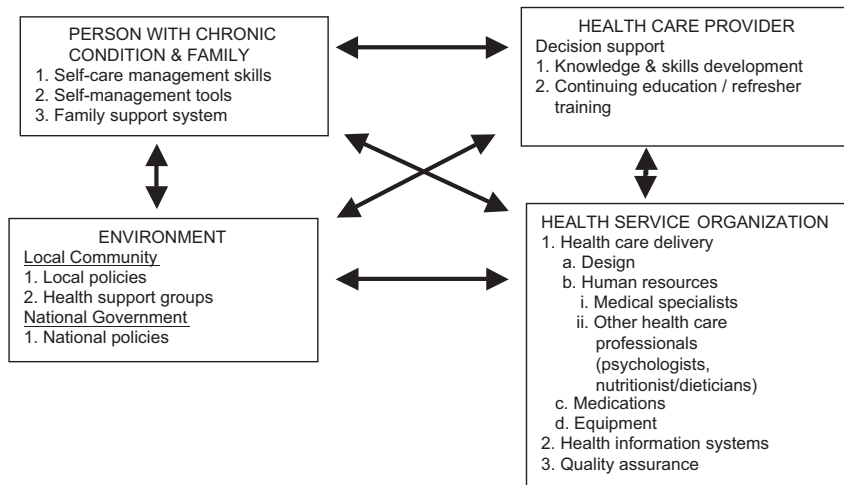 PERSON WITH CHRONIC
CONDITION & FAMILY
1. Self-care management skills
2. Self-management tools
3. Family support system
HEALTH CARE PROVIDER
Decision support
1. Knowledge & skills development
2. Continuing education / refresher
training
ENVIRONMENT
Local Community
1. Local policies
2. Health support groups
National Government
1. National policies
HEALTH SERVICE ORGANIZATION
1. Health care delivery
a. Design
b. Human resources
i. Medical specialists
ii. Other health care
professionals
(psychologists,
nutritionist/dieticians)
c. Medications
d. Equipment
2. Health information systems
3. Quality assurance